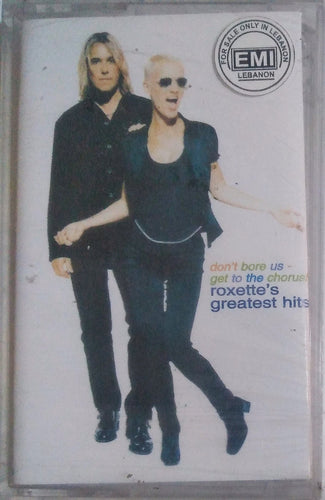 FOR SALE ONLY IN LEBANON
EMI
LEBANON
don't bore us -
get to the chorus!
roxette's
greatest hits